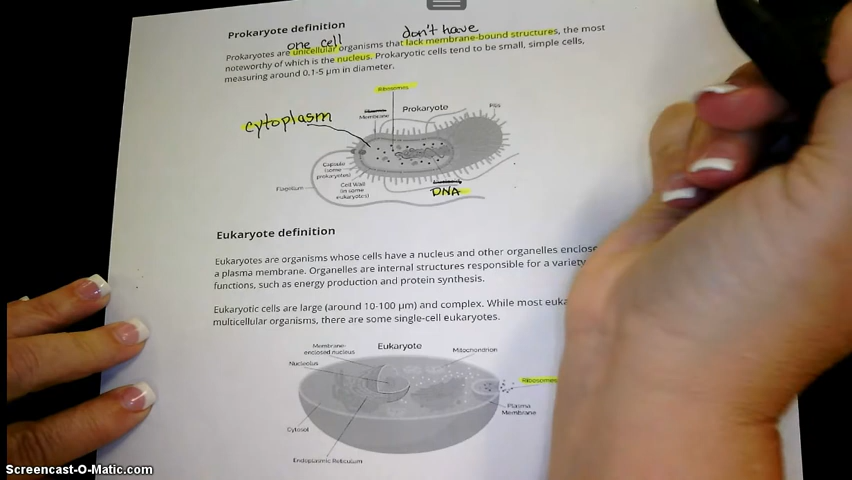 Prokaryote definition
one cell
don't have
Prokaryotes are unicellular organisms that lack membrane-bound structures, the most
noteworthy of which is the nucleus. Prokaryotic cells tend to be small, simple cells,
measuring around 0.1-5 μm in diameter.
Ribosomes
Membrane
Prokaryote
Pili
cytoplasm
Capsule
(some
prokaryotes)
Flagellum
Cell Wall
(in some
eukaryotes)
DNA
Eukaryote definition
Eukaryotes are organisms whose cells have a nucleus and other organelles enclose
a plasma membrane. Organelles are internal structures responsible for a variety
functions, such as energy production and protein synthesis.
Eukaryotic cells are large (around 10-100 μm) and complex. While most euka
multicellular organisms, there are some single-cell eukaryotes.
Membrane-
enclosed nucleus
Eukaryote
Mitochondrion
Nucleolus
Ribosomes
Plasma
Membrane
Cytosol
Endoplasmic Reticulum
Screencast-O-Matic.com